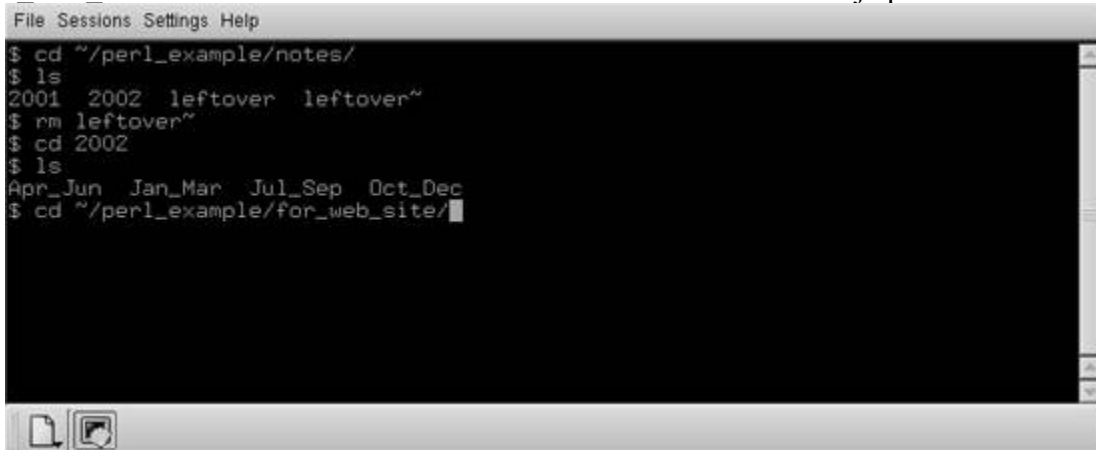 File Sessions Settings Help
$ cd ~/perl_example/notes/
$ ls
2001  2002  leftover  leftover~
$ rm leftover~
$ cd 2002
$ ls
Apr_Jun  Jan_Mar  Jul_Sep  Oct_Dec
$ cd ~/perl_example/for_web_site/